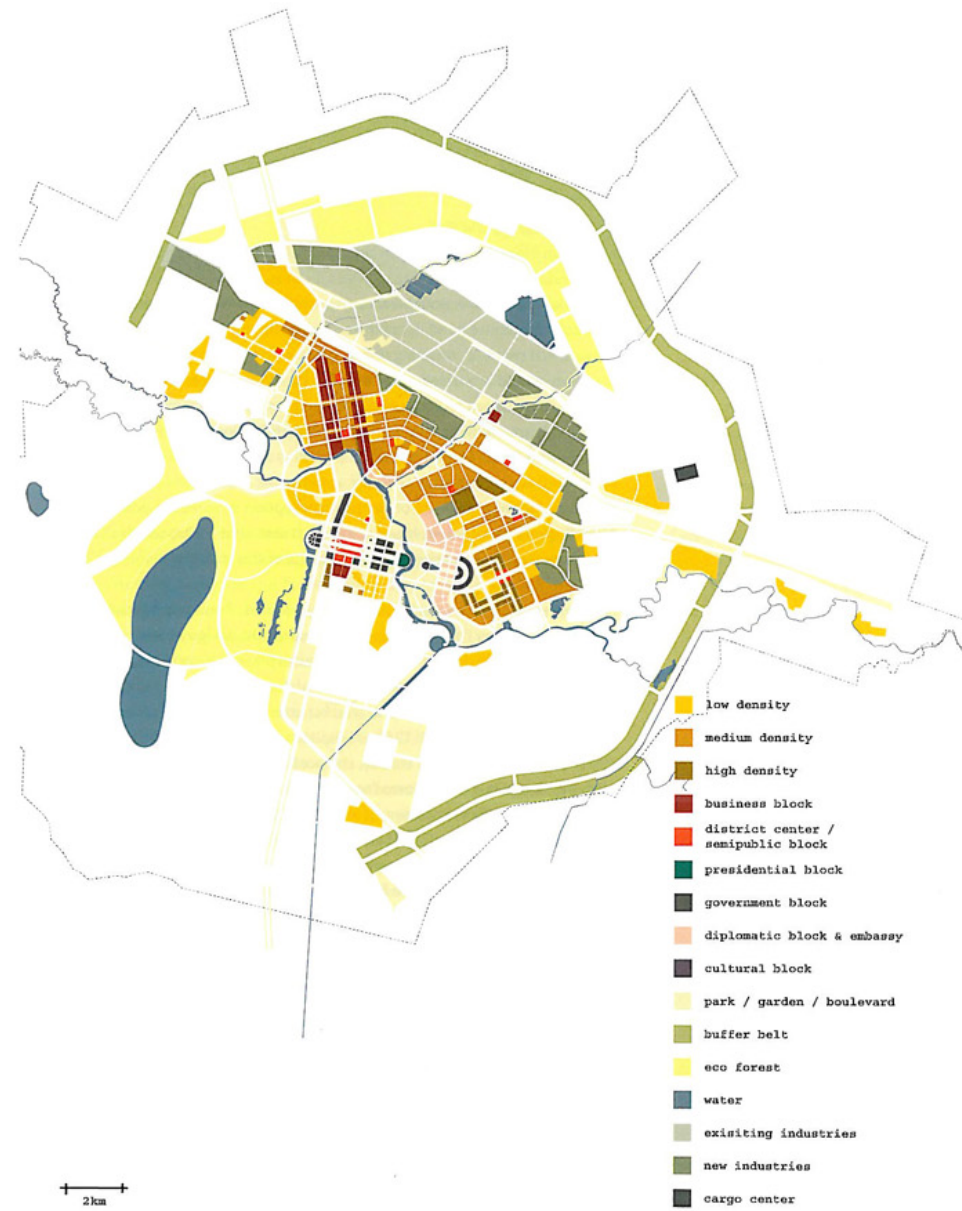 low density
medium density
high density
business block
district center /
semipublic block
presidential block
government block
diplomatic block & embassy
cultural block
park / garden / boulevard
buffer belt
eco forest
water
exisiting industries
new industries
cargo center
2km